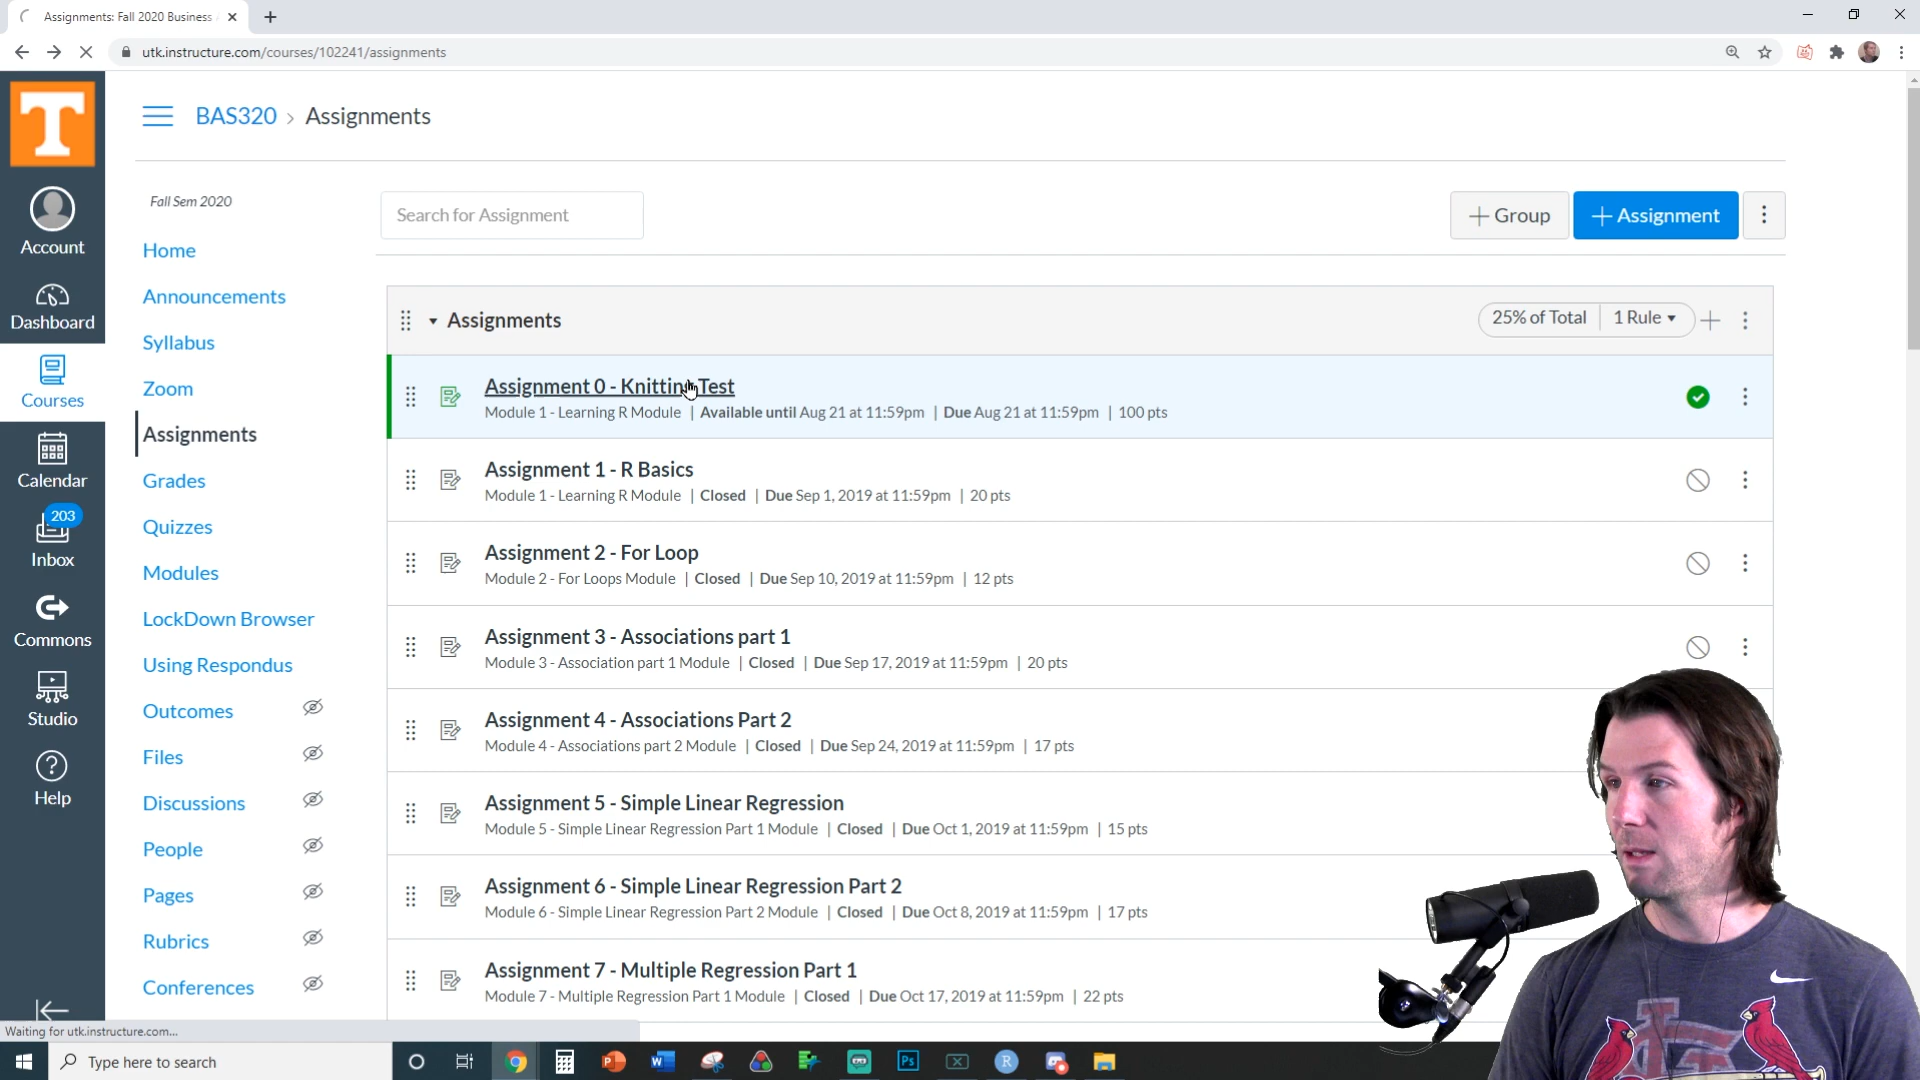 Assignments: Fall 2020 Business
utk.instructure.com/courses/102241/assignments
T
Account
Dashboard
Courses
Calendar
203
Inbox
Commons
Studio
Help
BAS320 > Assignments
Fall Sem 2020
Home
Announcements
Syllabus
Zoom
Assignments
Grades
Quizzes
Modules
LockDown Browser
Using Respondus
Outcomes
Files
Discussions
People
Pages
Rubrics
Conferences
Search for Assignment
+ Group
+ Assignment
Assignments
25% of Total
1 Rule
Assignment 0 - Knitting Test
Module 1 - Learning R Module | Available until Aug 21 at 11:59pm | Due Aug 21 at 11:59pm | 100 pts
Assignment 1 - R Basics
Module 1 - Learning R Module | Closed | Due Sep 1, 2019 at 11:59pm | 20 pts
Assignment 2 - For Loop
Module 2 - For Loops Module | Closed | Due Sep 10, 2019 at 11:59pm | 12 pts
Assignment 3 - Associations part 1
Module 3 - Association part 1 Module | Closed | Due Sep 17, 2019 at 11:59pm | 20 pts
Assignment 4 - Associations Part 2
Module 4 - Associations part 2 Module | Closed | Due Sep 24, 2019 at 11:59pm | 17 pts
Assignment 5 - Simple Linear Regression
Module 5 - Simple Linear Regression Part 1 Module | Closed | Due Oct 1, 2019 at 11:59pm | 15 pts
Assignment 6 - Simple Linear Regression Part 2
Module 6 - Simple Linear Regression Part 2 Module | Closed | Due Oct 8, 2019 at 11:59pm | 17 pts
Assignment 7 - Multiple Regression Part 1
Module 7 - Multiple Regression Part 1 Module | Closed | Due Oct 17, 2019 at 11:59pm | 22 pts
Waiting for utk.instructure.com...
Type here to search